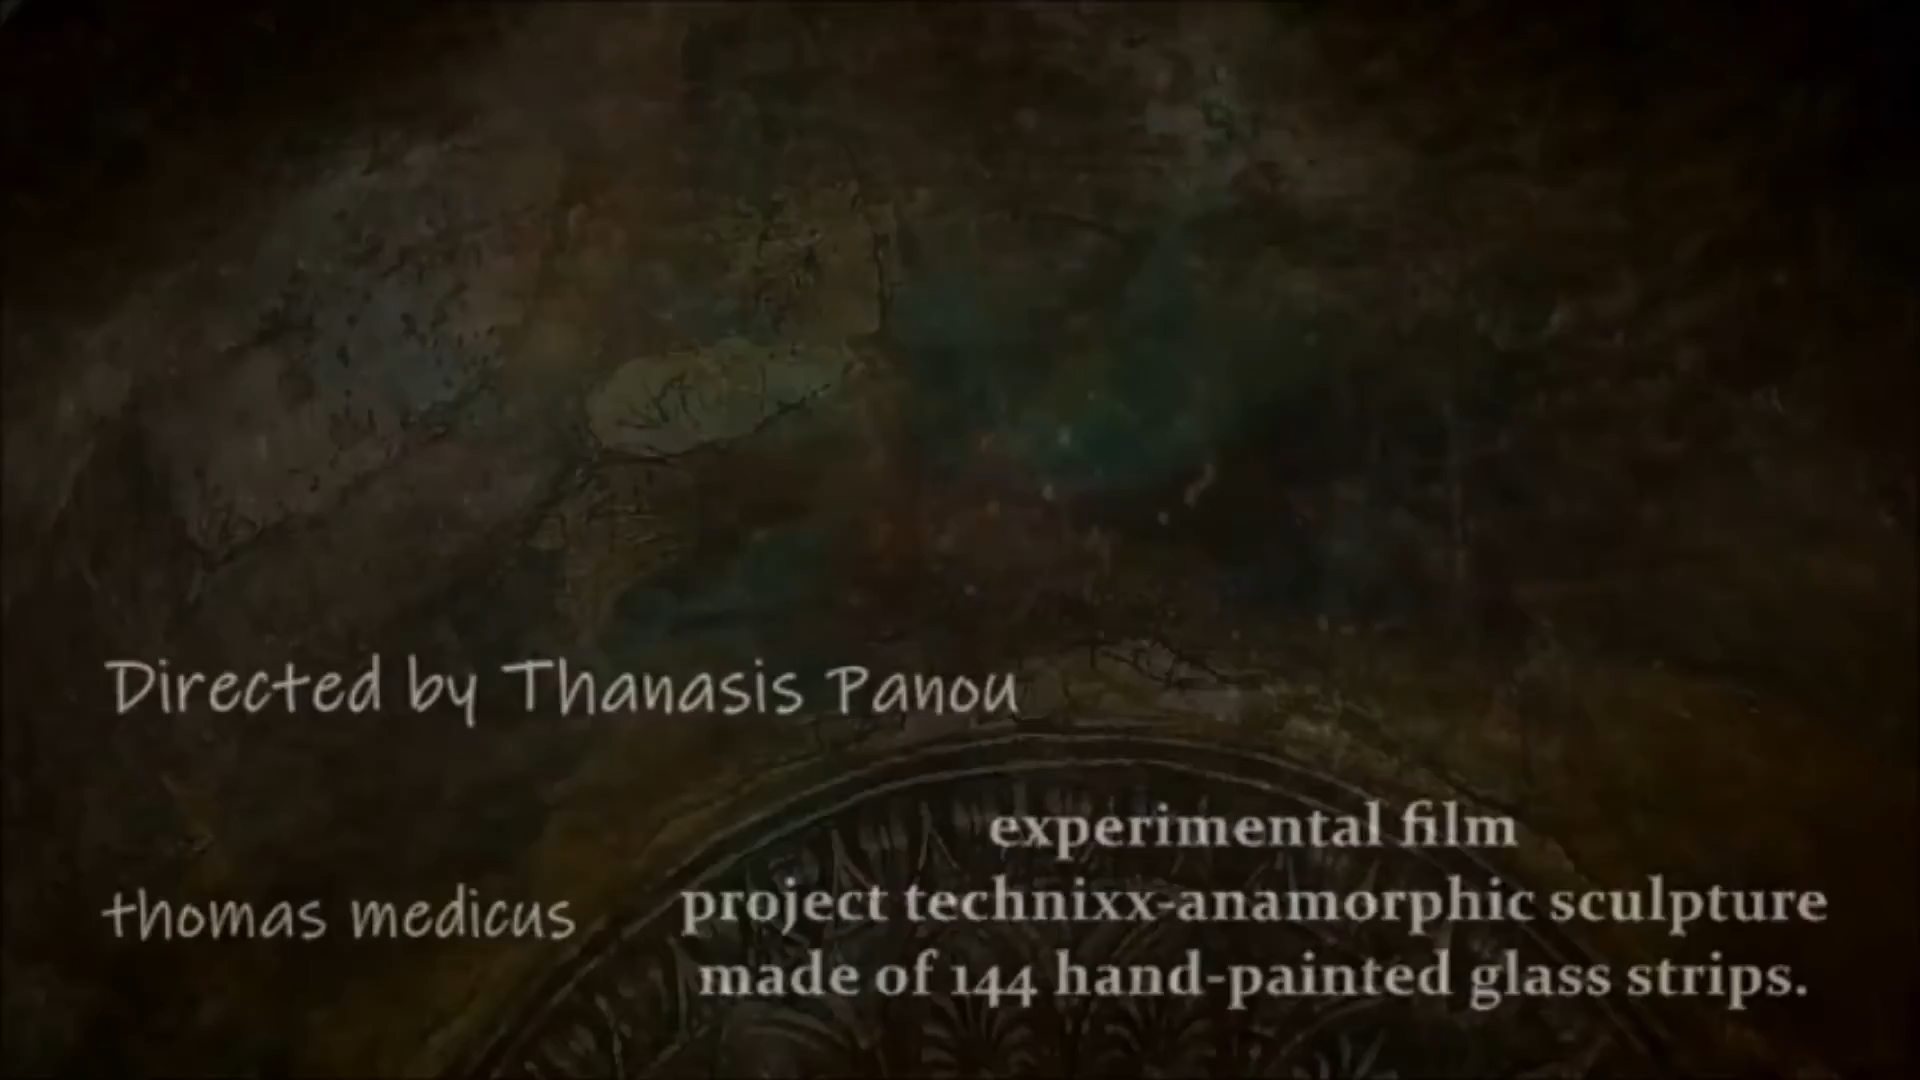 Directed by Thanasis Panou
thomas medicus
experimental film
project technixx-anamorphic sculpture
made of 144 hand-painted glass strips.